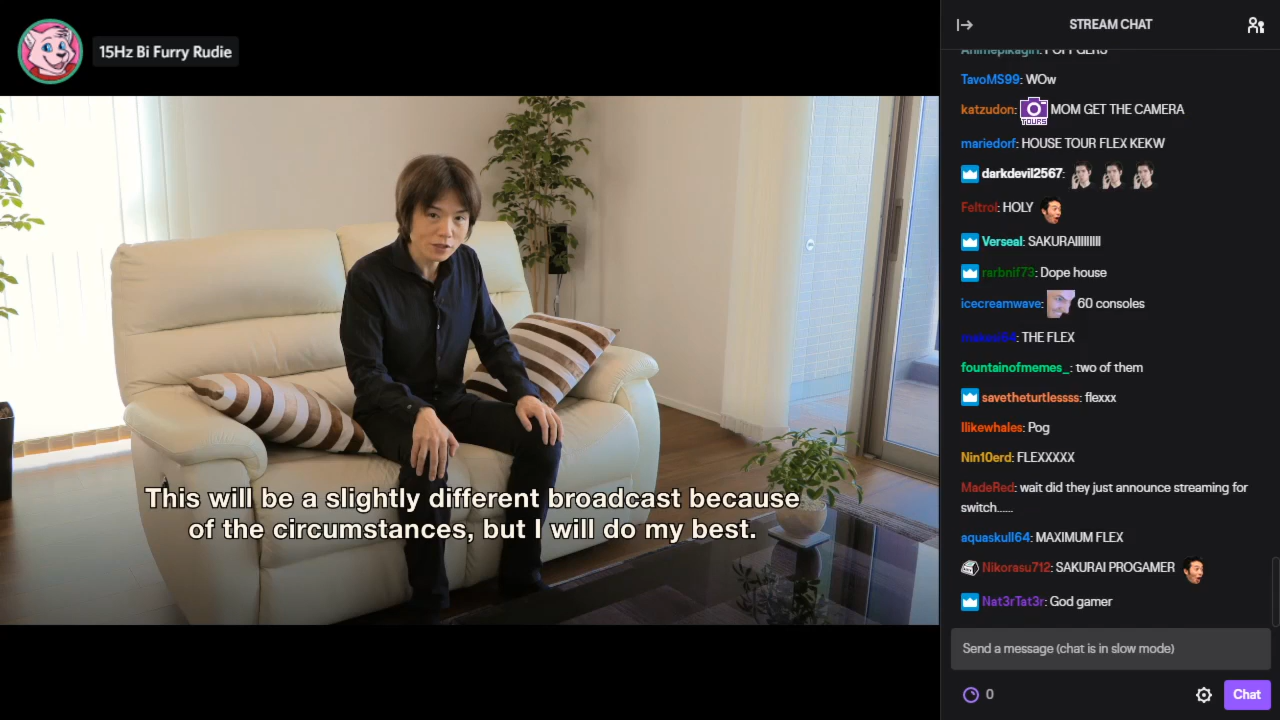 15Hz Bi Furry Rudie
This will be a slightly different broadcast because
of the circumstances, but I will do my best.
STREAM CHAT
TavoMS99: WOw
katzudon: TOURS MOM GET THE CAMERA
mariedorf: HOUSE TOUR FLEX KEKW
darkdevil2567:
Feltrol: HOLY
Verseal: SAKURAIIIIIIIII
rarbnif73: Dope house
icecreamwave: 60 consoles
: THE FLEX
fountainofmemes_: two of them
savetheturtlessss: flexxx
Ilikewhales: Pog
Nin10erd: FLEXXXXX
MadeRed: wait did they just announce streaming for
switch......
aquaskull64: MAXIMUM FLEX
Nikorasu712: SAKURAI PROGAMER
Nat3rTat3r: God gamer
Send a message (chat is in slow mode)
0
Chat